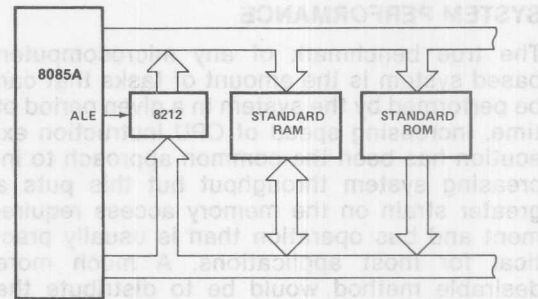 SYSTEM PERFORMANCE
The true benchmark of any microcomputer
based system is the amount of tasks that can
be performed by the system in a given period of
8085A
ALE
8212
STANDARD
RAM
STANDARD
ROM
time. Increasing speed of CPU instruction ex
ecution has been the common approach to in
creasing system throughput but this puts a
greater strain on the memory access require
ment and bus operation than is usually prac
tical for most applications. A much more
desirable method would be to distribute the